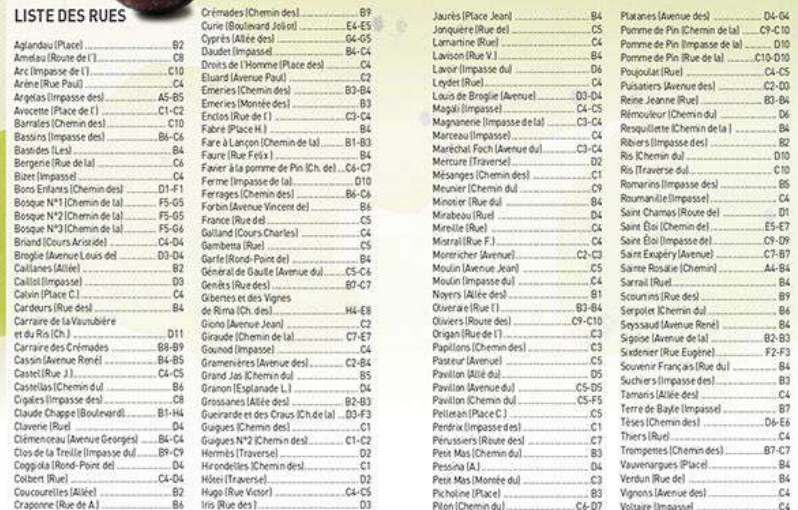 LISTE DES RUES
Aglandau (Place) B2
Amelau (Route de l') C8
Arc (Impasse de l') C10
Arène (Rue Paul) C4
Argelas (Impasse des) A5-B5
Avocette (Place de l') C1-C2
Barrales (Chemin des) C10
Bassins (Impasse des) B6-C6
Bastides (Les) B4
Bergerie (Rue de la) C6
Bizet (Impasse) C4
Bons Enfants (Chemin des) D1-F1
Bosque N°1 (Chemin de la) F5-G5
Bosque N°2 (Chemin de la) F5-G5
Bosque N°3 (Chemin de la) F5-G6
Briand (Cours Aristide) C4-D4
Broglie (Avenue Louis de) D3-D4
Caillanes (Allée) B2
Caillol (Impasse) D3
Calvin (Place C.) C4
Cardeurs (Rue des) B4
Carraire de la Vaunubière
et du Ris (Ch.) D11
Carraire des Crémades B8-B9
Cassin (Avenue René) B4-B5
Castel (Rue J.) C4-C5
Castellas (Chemin du) B6
Cigales (Impasse des) C8
Claude Chappe (Boulevard) B1-H4
Claverie (Rue) D4
Clémenceau (Avenue Georges) B4-C4
Clos de la Treille (Impasse du) B9-C9
Coggiola (Rond-Point de) D4
Colbert (Rue) C4-D4
Coucourelles (Allée) B2
Craponne (Rue de A.) B6
Crémades (Chemin des) B9
Curie (Boulevard Joliot) E4-E5
Cyprès (Allée des) G4-G5
Daudet (Impasse) B4-C4
Droits de l'Homme (Place des) C4
Eluard (Avenue Paul) C2
Emeries (Chemin des) B3-B4
Emeries (Montée des) B3
Enclos (Rue de l') C3-C4
Fabre (Place H.) B4
Fare à Lançon (Chemin de la) B1-B3
Faure (Rue Felix) B4
Favier à la pomme de Pin (Ch. de) C6-C7
Ferme (Impasse de la) D10
Ferrages (Chemin des) B6-C6
Forbin (Avenue Vincent de) B6
France (Rue de) C5
Galland (Cours Charles) C4
Gambetta (Rue) C5
Garfe (Rond-Point de) B4
Général de Gaulle (Avenue du) C5-C6
Genêts (Rue des) B7-C7
Gibertes et des Vignes
de Rima (Ch. des) H4-E8
Giono (Avenue Jean) C2
Giraude (Chemin de la) C7-E7
Gounod (Impasse) C4
Gramenières (Avenue des) C2-B4
Grand Jas (Chemin du) B5
Granon (Esplanade L.) D4
Grossanes (Allée des) B2-B3
Gueirarde et des Craus (Ch.de la) D3-F3
Guigues (Chemin des) C1
Guigues N°2 (Chemin des) C1-C2
Hermès (Traverse) D2
Hirondelles (Chemin des) C1
Hôtel (Traverse) D2
Hugo (Rue Victor) C4-C5
Iris (Rue des) D3
Jaurès (Place Jean) B4
Jonquière (Rue de) C5
Lamartine (Rue) C4
Lavison (Rue V.) B4
Lavoir (Impasse du) D6
Leydet (Rue) C4
Louis de Broglie (Avenue) D3-D4
Magali (Impasse) C4-C5
Magnanerie (Impasse de la) C3-C4
Marceau (Impasse) C4
Maréchal Foch (Avenue du) C3-C4
Mercure (Traverse) D2
Mésanges (Chemin des) C1
Meunier (Chemin du) C9
Minotier (Rue du) B4
Mirabeau (Rue) D4
Mireille (Rue) C4
Mistral (Rue F.) C4
Montricher (Avenue) C2-C3
Moulin (Avenue Jean) C5
Moulin (Impasse du) C4
Noyers (Allée des) B1
Oliveraie (Rue l') B3-B4
Oliviers (Route des) C9-C10
Origan (Rue de l') C3
Papillons (Chemin des) C3
Pasteur (Avenue) C5
Pavillon (Allé du) D5
Pavillon (Avenue du) C5-D5
Pavillon (Chemin du) C5-F5
Pelletan (Place C.) C5
Perdrix (Impasse des) C1
Pérussiers (Route des) C7
Petit Mas (Chemin du) B3
Pessina (A.) D4
Petit Mas (Montée du) C3
Picholine (Place) B3
Pilon (Chemin du) C6-D7
Platanes (Avenue des) D4-G4
Pomme de Pin (Chemin de la) C9-C10
Pomme de Pin (Impasse de la) D10
Pomme de Pin (Rue de la) C10-D10
Poujoulat (Rue) C4-C5
Puisatiers (Avenue des) C2-D3
Reine Jeanne (Rue) B3-B4
Rémouleur (Chemin du) D6
Resquillette (Chemin de la) B4
Ribiers (Impasse des) B2
Ris (Chemin du) D10
Ris (Traverse du) C10
Romarins (Impasse des) B5
Roumanille (Impasse) C4
Saint Chamas (Route de) D1
Saint Éloi (Chemin de) E5-E7
Saint Éloi (Impasse de) C9-D9
Saint Exupéry (Avenue) C7-B7
Sainte Rosalie (Chemin) A4-B4
Sarrail (Rue) B4
Scourtins (Rue des) B9
Serpolet (Chemin du) B6
Seyssaud (Avenue René) B4
Sigoise (Avenue de la) B2-B3
Sixdenier (Rue Eugène) F2-F3
Souvenir Français (Rue du) B4
Suchiers (Impasse des) B3
Tamaris (Allée des) C4
Terre de Bayle (Impasse) B7
Tèses (Chemin des) D6-E6
Thiers (Rue) C4
Trompettes (Chemin des) B7-C7
Vauvenargues (Place) B4
Verdun (Rue de) B4
Vignons (Avenue des) C4
Voltaire (Impasse) C4